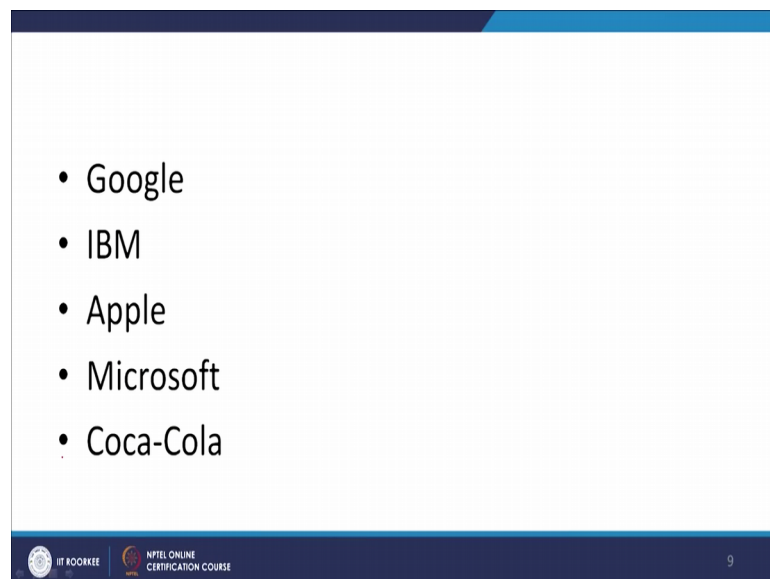 • Google
• IBM
• Apple
• Microsoft
• Coca-Cola
IIT ROORKEE
NPTEL ONLINE
CERTIFICATION COURSE
9